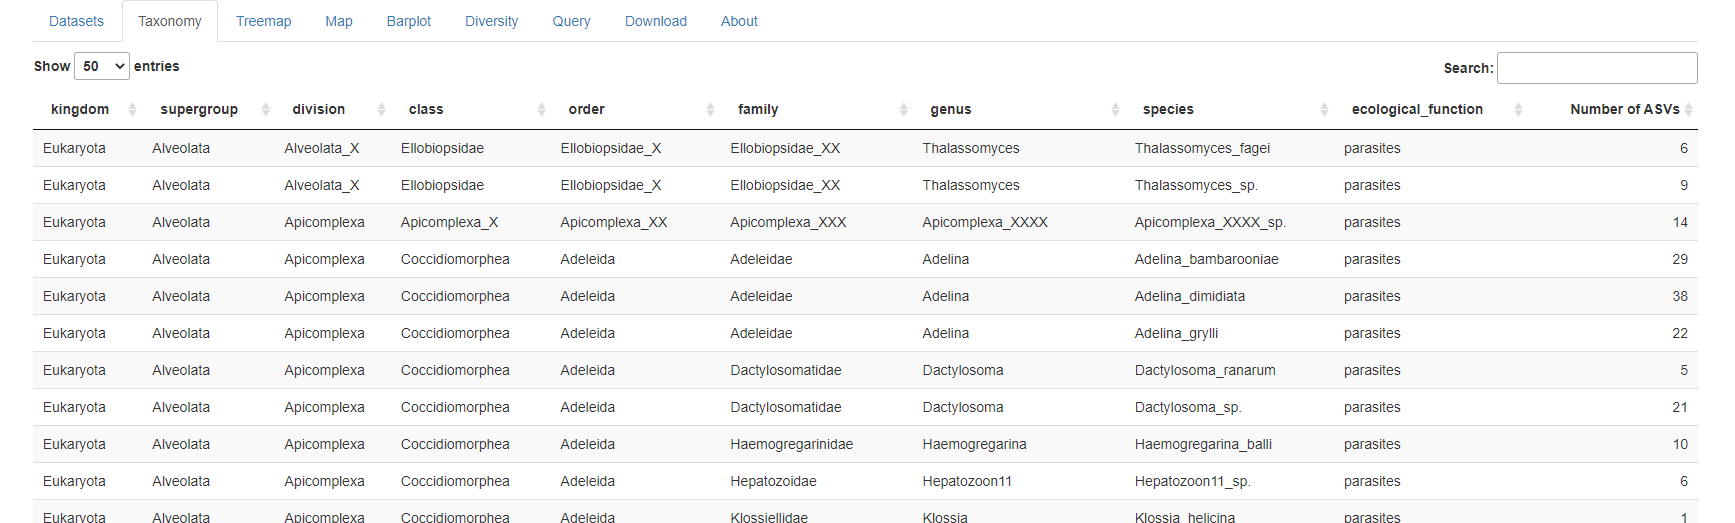 Datasets Taxonomy Treemap Map Barplot Diversity Query Download About
Show 50 entries Search:
kingdom supergroup division class order family genus species ecological_function Number of ASVs
Eukaryota Alveolata Alveolata_X Ellobiopsidae Ellobiopsidae_X Ellobiopsidae_XX Thalassomyces Thalassomyces_fagei parasites 6
Eukaryota Alveolata Alveolata_X Ellobiopsidae Ellobiopsidae_X Ellobiopsidae_XX Thalassomyces Thalassomyces_sp. parasites 9
Eukaryota Alveolata Apicomplexa Apicomplexa_X Apicomplexa_XX Apicomplexa_XXX Apicomplexa_XXXX Apicomplexa_XXXX_sp. parasites 14
Eukaryota Alveolata Apicomplexa Coccidiomorphea Adeleida Adeleidae Adelina Adelina_bambarooniae parasites 29
Eukaryota Alveolata Apicomplexa Coccidiomorphea Adeleida Adeleidae Adelina Adelina_dimidiata parasites 38
Eukaryota Alveolata Apicomplexa Coccidiomorphea Adeleida Adeleidae Adelina Adelina_grylli parasites 22
Eukaryota Alveolata Apicomplexa Coccidiomorphea Adeleida Dactylosomatidae Dactylosoma Dactylosoma_ranarum parasites 5
Eukaryota Alveolata Apicomplexa Coccidiomorphea Adeleida Dactylosomatidae Dactylosoma Dactylosoma_sp. parasites 21
Eukaryota Alveolata Apicomplexa Coccidiomorphea Adeleida Haemogregarinidae Haemogregarina Haemogregarina_balli parasites 10
Eukaryota Alveolata Apicomplexa Coccidiomorphea Adeleida Hepatozoidae Hepatozoon11 Hepatozoon11_sp. parasites 6
Eukaryota Alveolata Apicomplexa Coccidiomorphea Adeleida Klossiellidae Klossia Klossia_helicina parasites 1